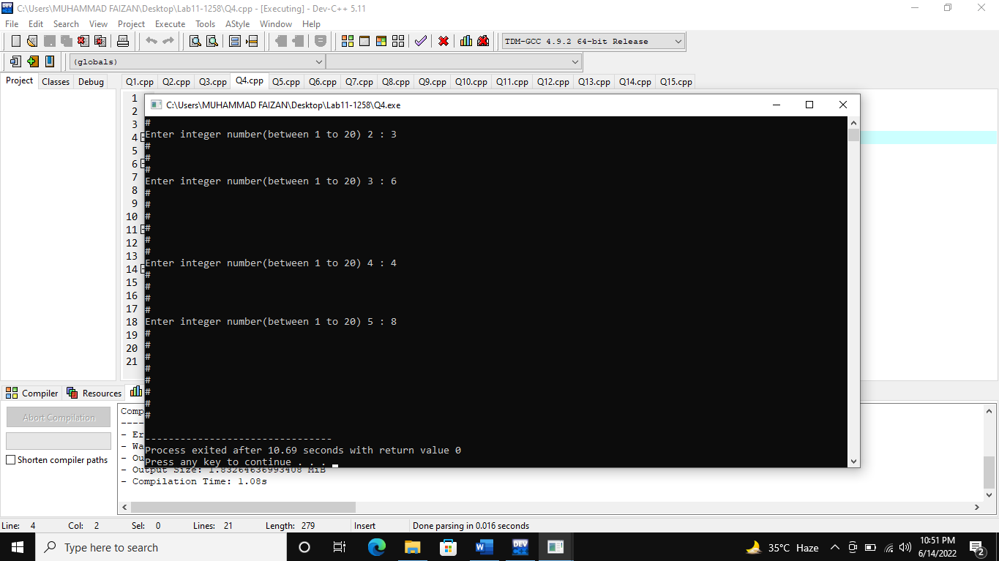 C:\Users\MUHAMMAD FAIZAN\Desktop\Lab11-1258\Q4.cpp - [Executing] - Dev-C++ 5.11
File Edit Search View Project Execute Tools AStyle Window Help
TDM-GCC 4.9.2 64-bit Release
(globals)
Project Classes Debug Q1.cpp Q2.cpp Q3.cpp Q4.cpp Q5.cpp Q6.cpp Q7.cpp Q8.cpp Q9.cpp Q10.cpp Q11.cpp Q12.cpp Q13.cpp Q14.cpp Q15.cpp
1
2
3
4
5
6
7
8
9
10
11
12
13
14
15
16
17
18
19
20
21
C:\Users\MUHAMMAD FAIZAN\Desktop\Lab11-1258\Q4.exe
#
Enter integer number(between 1 to 20) 2 : 3
#
#
#
Enter integer number(between 1 to 20) 3 : 6
#
#
#
#
#
#
Enter integer number(between 1 to 20) 4 : 4
#
#
#
#
Enter integer number(between 1 to 20) 5 : 8
#
#
#
#
#
#
#
#
--------------------------------
Process exited after 10.69 seconds with return value 0
Press any key to continue . . .
Compiler Resources
Abort Compilation
Shorten compiler paths
Comp
----
- Er
- Wa
- Ou
- Output Size: 1.83264636993408 MiB
- Compilation Time: 1.08s
Line: 4 Col: 2 Sel: 0 Lines: 21 Length: 279 Insert Done parsing in 0.016 seconds
Type here to search
DEV
35°C Haze
10:51 PM
6/14/2022
2